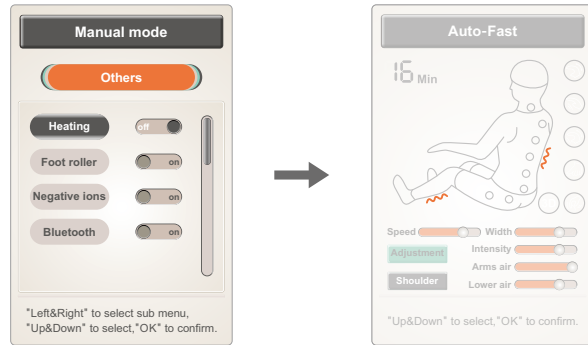 Manual mode
Others
Heating off
Foot roller on
Negative ions on
Bluetooth on
"Left&Right" to select sub menu,
"Up&Down" to select,"OK" to confirm.
Auto-Fast
16 Min
Speed Width
Adjustment Intensity
Arms air
Shoulder Lower air
"Up&Down" to select,"OK" to confirm.